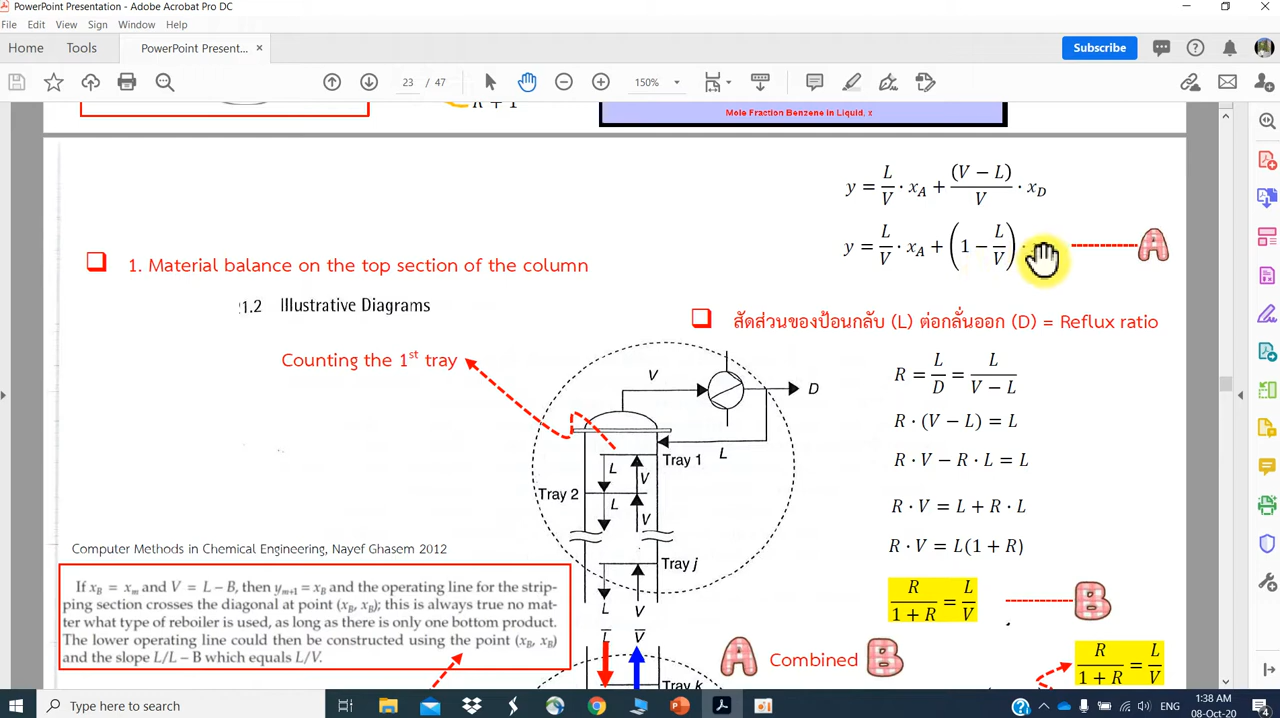 PowerPoint Presentation - Adobe Acrobat Pro DC
File Edit View Sign Window Help
Home Tools PowerPoint Present... × Subscribe
23 / 47 150%
R + 1
Mole Fraction Benzene in Liquid, x
y = L/V · x_A + (V − L)/V · x_D
y = L/V · x_A + (1 − L/V) · A
1. Material balance on the top section of the column
1.2 Illustrative Diagrams
สัดส่วนของป้อนกลับ (L) ต่อกลั่นออก (D) = Reflux ratio
Counting the 1st tray
R = L/D = L/(V − L)
R · (V − L) = L
R · V − R · L = L
R · V = L + R · L
R · V = L(1 + R)
R/(1 + R) = L/V B
V
D
L
Tray 1
L
V
Tray 2
L
V
Tray j
L
V
L̅
V̅
Tray k
Computer Methods in Chemical Engineering, Nayef Ghasem 2012
If x_B = x_m and V = L − B, then y_m+1 = x_B and the operating line for the strip-
ping section crosses the diagonal at point (x_B, x_B); this is always true no mat-
ter what type of reboiler is used, as long as there is only one bottom product.
The lower operating line could then be constructed using the point (x_B, x_B)
and the slope L/L − B which equals L/V.
A Combined B
R/(1 + R) = L/V
Type here to search
ENG
1:38 AM
08-Oct-20
4